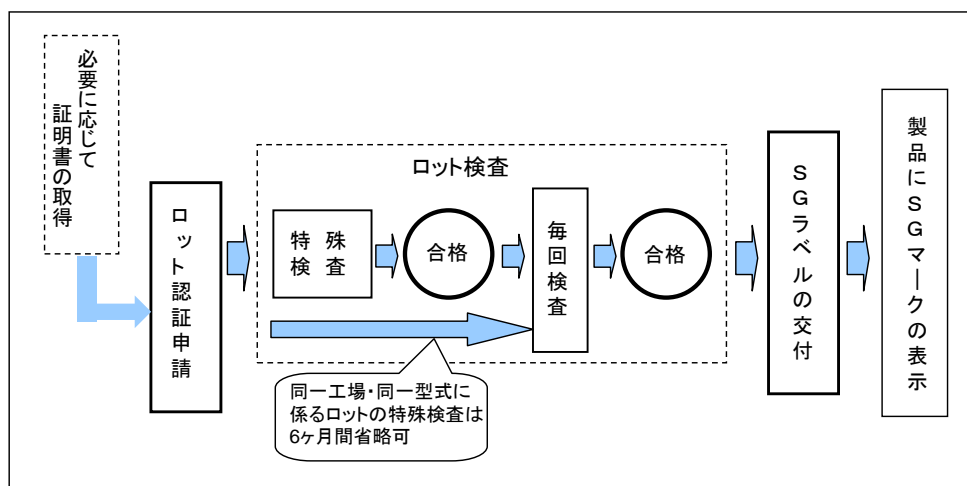 必要に応じて
証明書の取得
ロット認証申請
ロット検査
特殊
検査
合格
毎回検査
合格
同一工場・同一型式に
係るロットの特殊検査は
6ヶ月間省略可
SGラベルの交付
製品にSGマークの表示